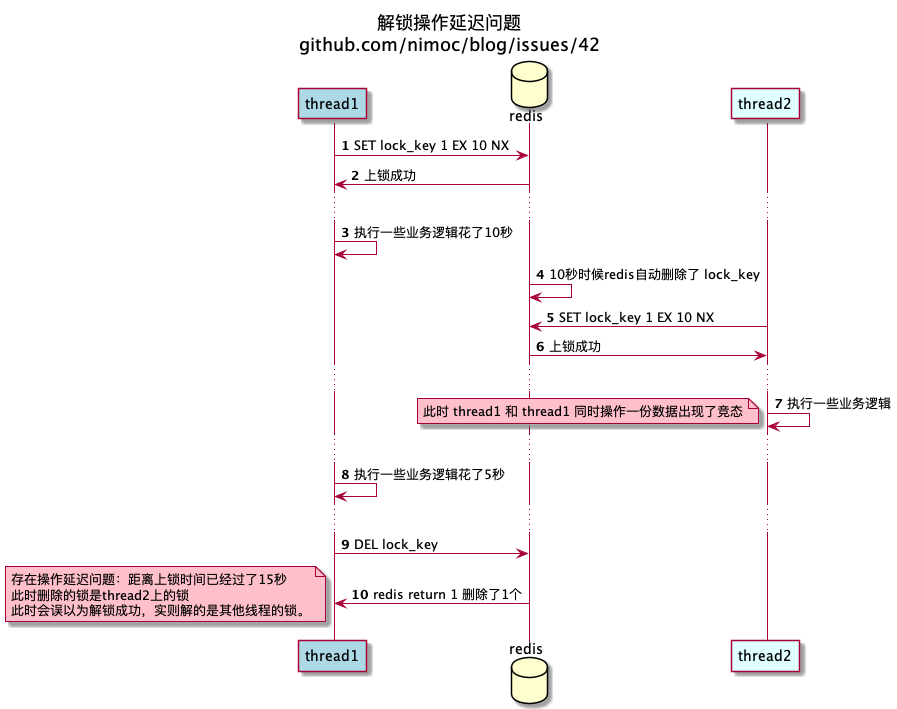 解锁操作延迟问题
github.com/nimoc/blog/issues/42
thread1
redis
thread2
1 SET lock_key 1 EX 10 NX
2 上锁成功
3 执行一些业务逻辑花了10秒
4 10秒时候redis自动删除了 lock_key
5 SET lock_key 1 EX 10 NX
6 上锁成功
此时 thread1 和 thread1 同时操作一份数据出现了竞态
7 执行一些业务逻辑
8 执行一些业务逻辑花了5秒
9 DEL lock_key
存在操作延迟问题：距离上锁时间已经过了15秒
此时删除的锁是thread2上的锁
此时会误以为解锁成功，实则解的是其他线程的锁。
10 redis return 1 删除了1个
thread1
redis
thread2